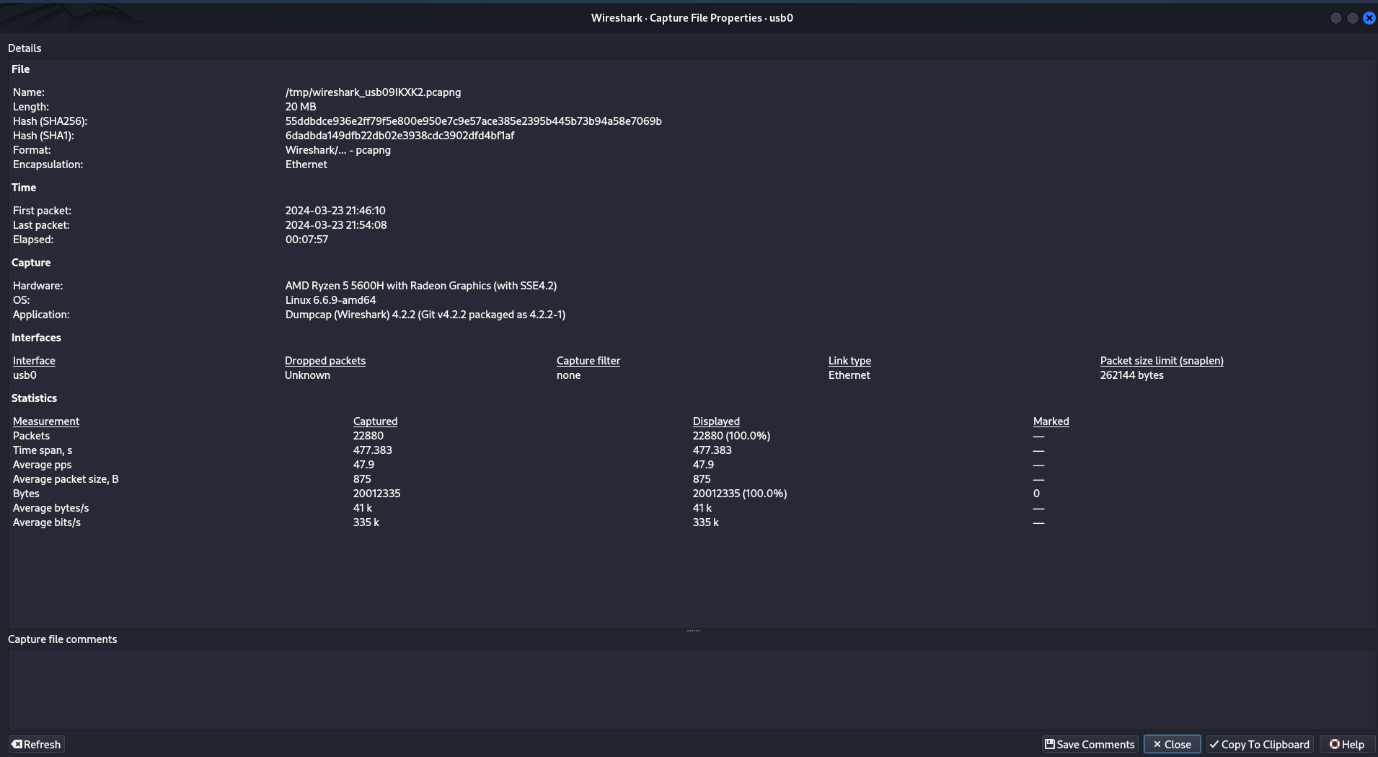 Wireshark · Capture File Properties · usb0
Details
File
Name: /tmp/wireshark_usb09IKXK2.pcapng
Length: 20 MB
Hash (SHA256): 55ddbdce936e2ff79f5e800e950e7c9e57ace385e2395b445b73b94a58e7069b
Hash (SHA1): 6dadbda149dfb22db02e3938cdc3902dfd4bf1af
Format: Wireshark/... - pcapng
Encapsulation: Ethernet
Time
First packet: 2024-03-23 21:46:10
Last packet: 2024-03-23 21:54:08
Elapsed: 00:07:57
Capture
Hardware: AMD Ryzen 5 5600H with Radeon Graphics (with SSE4.2)
OS: Linux 6.6.9-amd64
Application: Dumpcap (Wireshark) 4.2.2 (Git v4.2.2 packaged as 4.2.2-1)
Interfaces
Interface Dropped packets Capture filter Link type Packet size limit (snaplen)
usb0 Unknown none Ethernet 262144 bytes
Statistics
Measurement Captured Displayed Marked
Packets 22880 22880 (100.0%) —
Time span, s 477.383 477.383 —
Average pps 47.9 47.9 —
Average packet size, B 875 875 —
Bytes 20012335 20012335 (100.0%) 0
Average bytes/s 41 k 41 k —
Average bits/s 335 k 335 k —
Capture file comments
Refresh Save Comments Close Copy To Clipboard Help